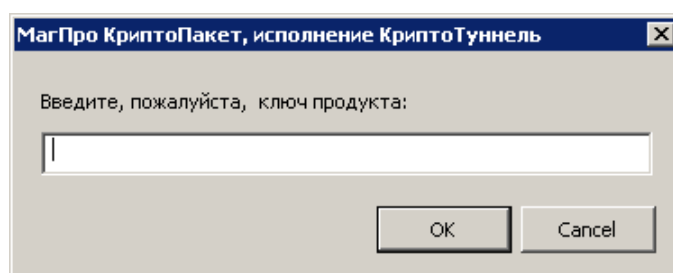 МагПро КриптоПакет, исполнение КриптоТуннель
Введите, пожалуйста, ключ продукта:
OK
Cancel